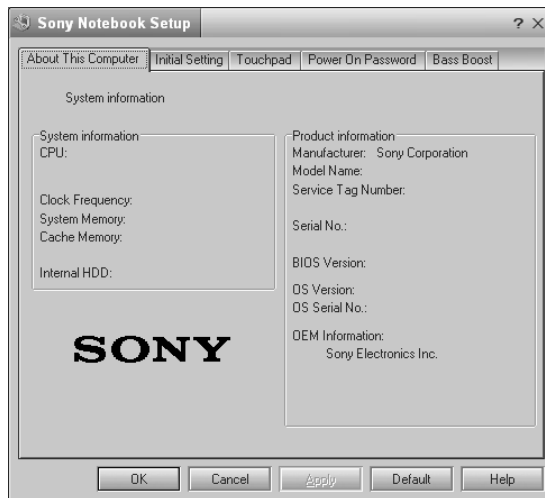 Sony Notebook Setup
? X
About This Computer Initial Setting Touchpad Power On Password Bass Boost
System information
System information
CPU:
Clock Frequency:
System Memory:
Cache Memory:
Internal HDD:
SONY
Product information
Manufacturer: Sony Corporation
Model Name:
Service Tag Number:
Serial No.:
BIOS Version:
OS Version:
OS Serial No.:
OEM Information:
Sony Electronics Inc.
OK Cancel Apply Default Help